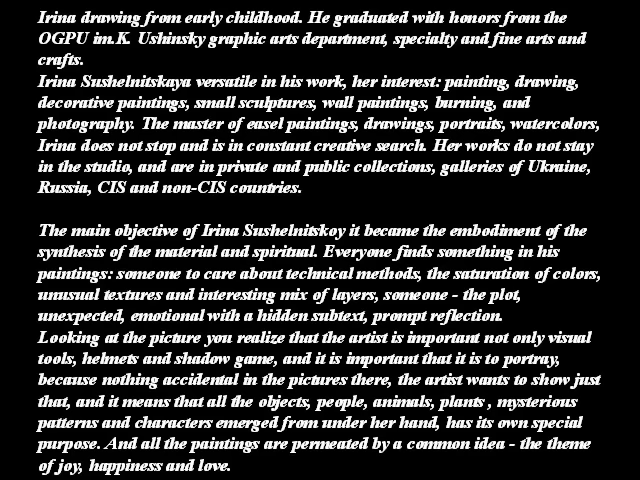 Irina drawing from early childhood. He graduated with honors from the
OGPU im.K. Ushinsky graphic arts department, specialty and fine arts and
crafts.
Irina Sushelnitskaya versatile in his work, her interest: painting, drawing,
decorative paintings, small sculptures, wall paintings, burning, and
photography. The master of easel paintings, drawings, portraits, watercolors,
Irina does not stop and is in constant creative search. Her works do not stay
in the studio, and are in private and public collections, galleries of Ukraine,
Russia, CIS and non-CIS countries.
The main objective of Irina Sushelnitskoy it became the embodiment of the
synthesis of the material and spiritual. Everyone finds something in his
paintings: someone to care about technical methods, the saturation of colors,
unusual textures and interesting mix of layers, someone - the plot,
unexpected, emotional with a hidden subtext, prompt reflection.
Looking at the picture you realize that the artist is important not only visual
tools, helmets and shadow game, and it is important that it is to portray,
because nothing accidental in the pictures there, the artist wants to show just
that, and it means that all the objects, people, animals, plants , mysterious
patterns and characters emerged from under her hand, has its own special
purpose. And all the paintings are permeated by a common idea - the theme
of joy, happiness and love.